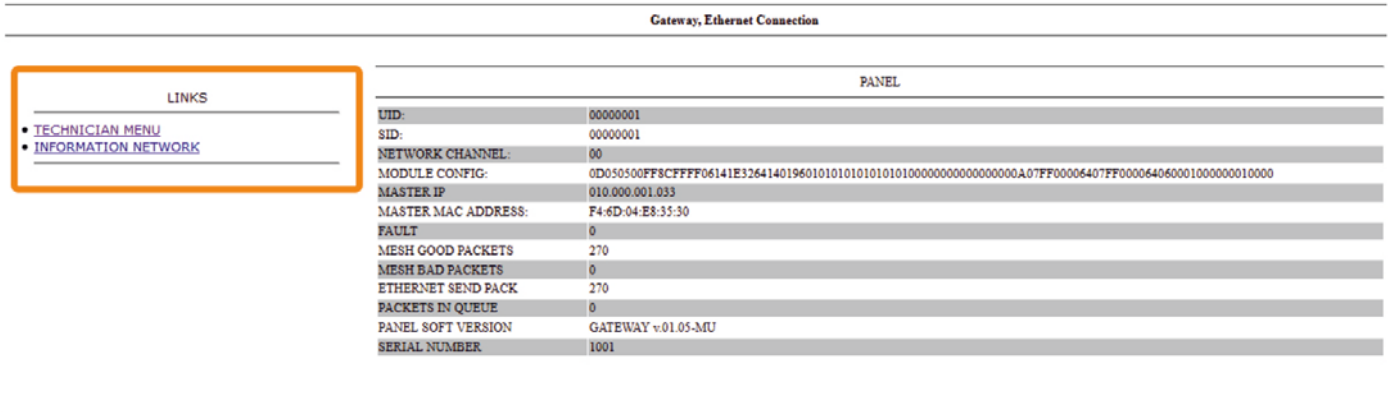 Gateway, Ethernet Connection
LINKS
TECHNICIAN MENU
INFORMATION NETWORK
PANEL
UID: 00000001
SID: 00000001
NETWORK CHANNEL: 00
MODULE CONFIG: 0D050500FF8CFFFF06141E32641401960101010101010101000000000000000000A07FF00006407FF000064060001000000010000
MASTER IP 010.000.001.033
MASTER MAC ADDRESS: F4:6D:04:E8:35:30
FAULT 0
MESH GOOD PACKETS 270
MESH BAD PACKETS 0
ETHERNET SEND PACK 270
PACKETS IN QUEUE 0
PANEL SOFT VERSION GATEWAY v.01.05-MU
SERIAL NUMBER 1001